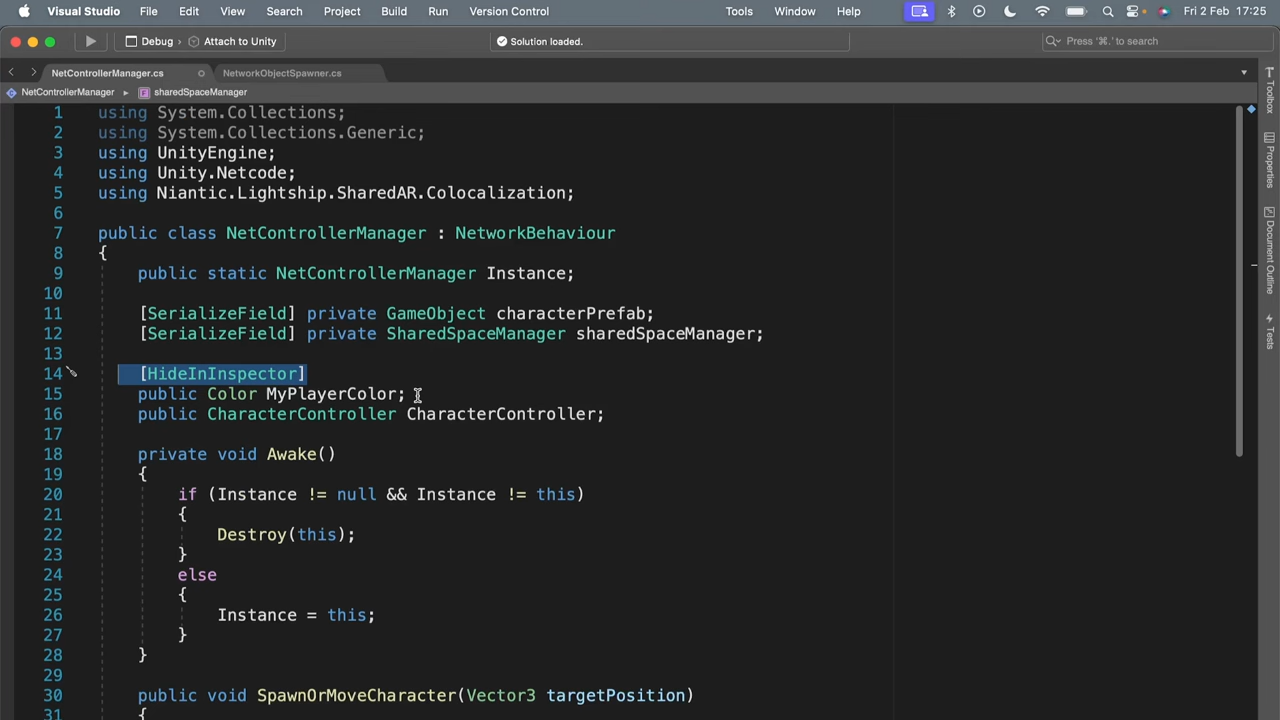 Visual Studio File Edit View Search Project Build Run Version Control Tools Window Help Fri 2 Feb 17:25
Debug › Attach to Unity Solution loaded. Press '⌘.' to search
NetControllerManager.cs NetworkObjectSpawner.cs
NetControllerManager ▸ sharedSpaceManager
1 using System.Collections;
2 using System.Collections.Generic;
3 using UnityEngine;
4 using Unity.Netcode;
5 using Niantic.Lightship.SharedAR.Colocalization;
6
7 public class NetControllerManager : NetworkBehaviour
8 {
9 public static NetControllerManager Instance;
10
11 [SerializeField] private GameObject characterPrefab;
12 [SerializeField] private SharedSpaceManager sharedSpaceManager;
13
14 [HideInInspector]
15 public Color MyPlayerColor;
16 public CharacterController CharacterController;
17
18 private void Awake()
19 {
20 if (Instance != null && Instance != this)
21 {
22 Destroy(this);
23 }
24 else
25 {
26 Instance = this;
27 }
28 }
29
30 public void SpawnOrMoveCharacter(Vector3 targetPosition)
31 {
Toolbox
Properties
Document Outline
Tests